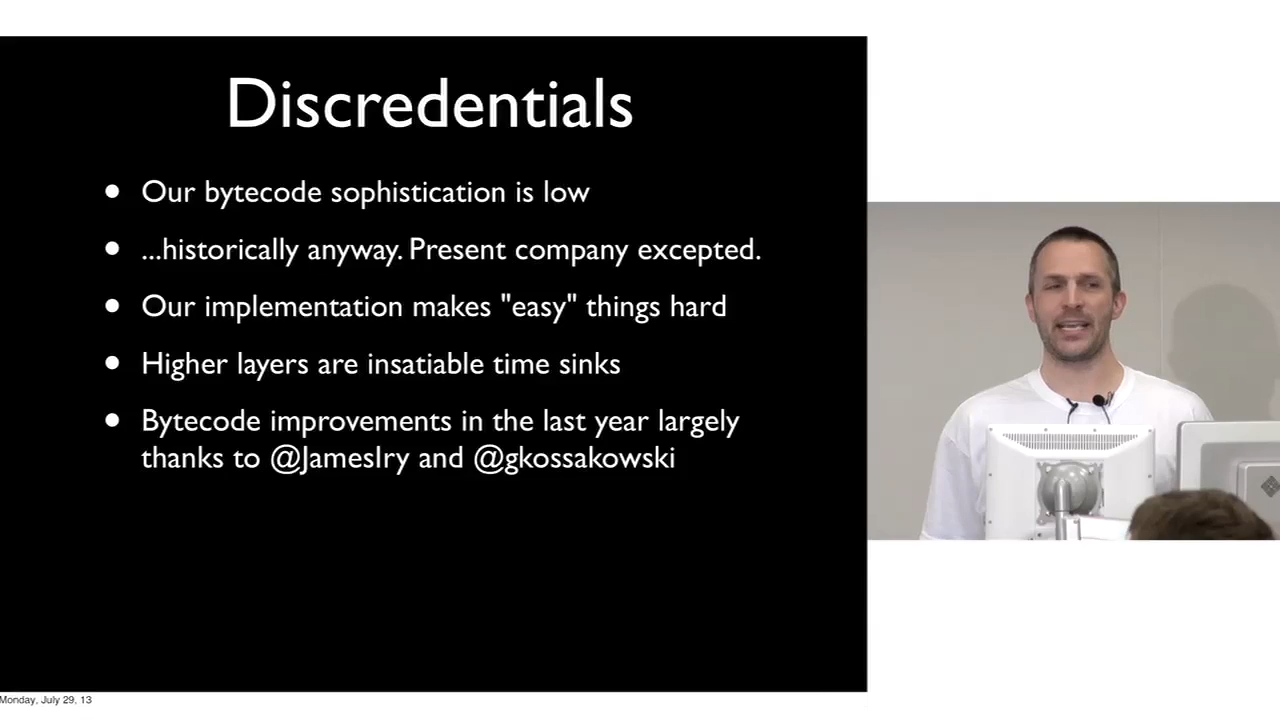 Discredentials
• Our bytecode sophistication is low
• ...historically anyway. Present company excepted.
• Our implementation makes "easy" things hard
• Higher layers are insatiable time sinks
• Bytecode improvements in the last year largely
thanks to @JamesIry and @gkossakowski
Monday, July 29, 13